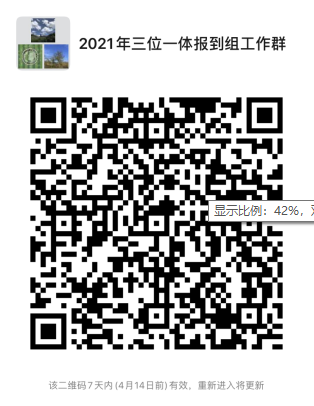 2021年三位一体报到组工作群
显示比例：42%，
该二维码7天内(4月14日前)有效，重新进入将更新